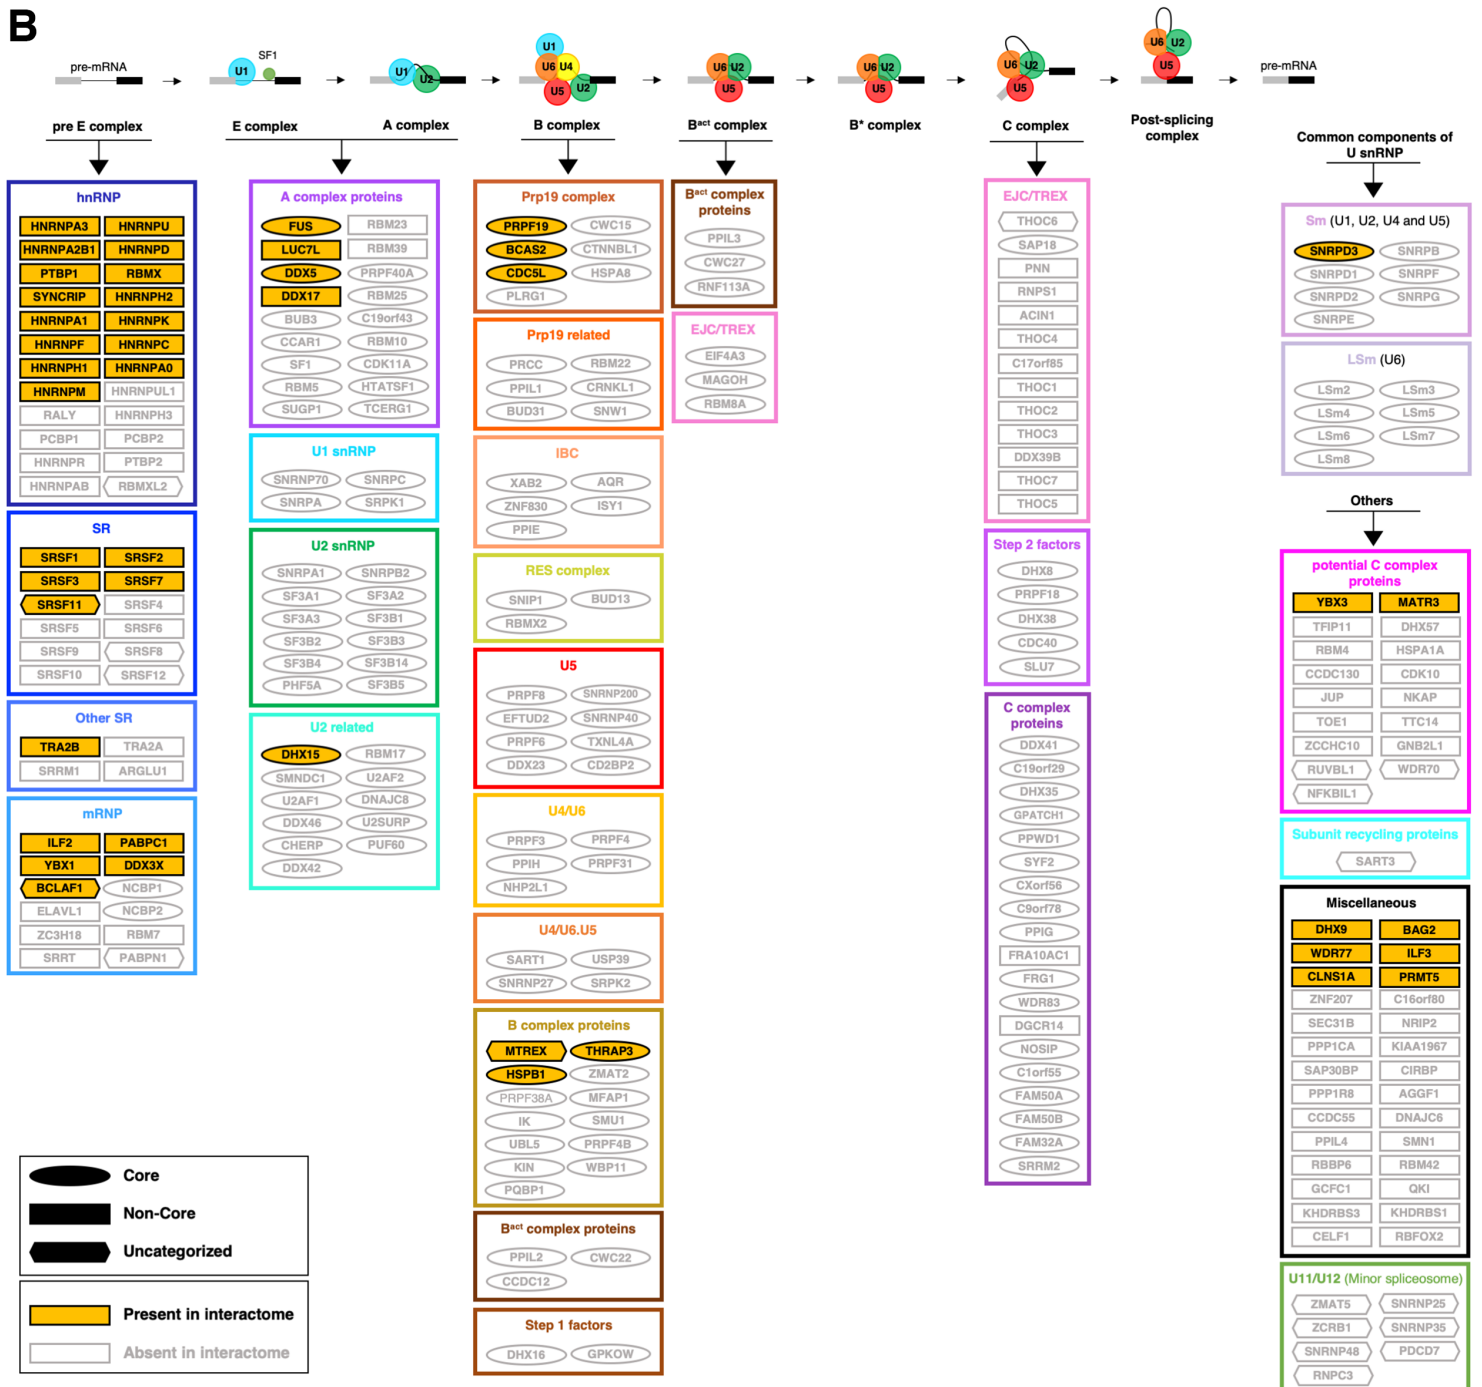 B
pre-mRNA
U1
SF1
U1
U2
U1
U6
U4
U5
U2
U6
U2
U5
U6
U2
U5
U6
U2
U5
U6
U2
U5
pre-mRNA
pre E complex
E complex
A complex
B complex
Bact complex
B* complex
C complex
Post-splicing
complex
Common components of
U snRNP
hnRNP
HNRNPA3 HNRNPU
HNRNPA2B1 HNRNPD
PTBP1 RBMX
SYNCRIP HNRNPH2
HNRNPA1 HNRNPK
HNRNPF HNRNPC
HNRNPH1 HNRNPA0
HNRNPM HNRNPUL1
RALY HNRNPH3
PCBP1 PCBP2
HNRNPR PTBP2
HNRNPAB RBMXL2
SR
SRSF1 SRSF2
SRSF3 SRSF7
SRSF11 SRSF4
SRSF5 SRSF6
SRSF9 SRSF8
SRSF10 SRSF12
Other SR
TRA2B TRA2A
SRRM1 ARGLU1
mRNP
ILF2 PABPC1
YBX1 DDX3X
BCLAF1 NCBP1
ELAVL1 NCBP2
ZC3H18 RBM7
SRRT PABPN1
A complex proteins
FUS RBM23
LUC7L RBM39
DDX5 PRPF40A
DDX17 RBM25
BUB3 C19orf43
CCAR1 RBM10
SF1 CDK11A
RBM5 HTATSF1
SUGP1 TCERG1
U1 snRNP
SNRNP70 SNRPC
SNRPA SRPK1
U2 snRNP
SNRPA1 SNRPB2
SF3A1 SF3A2
SF3A3 SF3B1
SF3B2 SF3B3
SF3B4 SF3B14
PHF5A SF3B5
U2 related
DHX15 RBM17
SMNDC1 U2AF2
U2AF1 DNAJC8
DDX46 U2SURP
CHERP PUF60
DDX42
Prp19 complex
PRPF19 CWC15
BCAS2 CTNNBL1
CDC5L HSPA8
PLRG1
Prp19 related
PRCC RBM22
PPIL1 CRNKL1
BUD31 SNW1
IBC
XAB2 AQR
ZNF830 ISY1
PPIE
RES complex
SNIP1 BUD13
RBMX2
U5
PRPF8 SNRNP200
EFTUD2 SNRNP40
PRPF6 TXNL4A
DDX23 CD2BP2
U4/U6
PRPF3 PRPF4
PPIH PRPF31
NHP2L1
U4/U6.U5
SART1 USP39
SNRNP27 SRPK2
B complex proteins
MTREX THRAP3
HSPB1 ZMAT2
PRPF38A MFAP1
IK SMU1
UBL5 PRPF4B
KIN WBP11
PQBP1
Bact complex proteins
PPIL2 CWC22
CCDC12
Step 1 factors
DHX16 GPKOW
Bact complex
proteins
PPIL3
CWC27
RNF113A
EJC/TREX
EIF4A3
MAGOH
RBM8A
EJC/TREX
THOC6
SAP18
PNN
RNPS1
ACIN1
THOC4
C17orf85
THOC1
THOC2
THOC3
DDX39B
THOC7
THOC5
Step 2 factors
DHX8
PRPF18
DHX38
CDC40
SLU7
C complex
proteins
DDX41
C19orf29
DHX35
GPATCH1
PPWD1
SYF2
CXorf56
C9orf78
PPIG
FRA10AC1
FRG1
WDR83
DGCR14
NOSIP
C1orf55
FAM50A
FAM50B
FAM32A
SRRM2
Sm (U1, U2, U4 and U5)
SNRPD3 SNRPB
SNRPD1 SNRPF
SNRPD2 SNRPG
SNRPE
LSm (U6)
LSm2 LSm3
LSm4 LSm5
LSm6 LSm7
LSm8
Others
potential C complex
proteins
YBX3 MATR3
TFIP11 DHX57
RBM4 HSPA1A
CCDC130 CDK10
JUP NKAP
TOE1 TTC14
ZCCHC10 GNB2L1
RUVBL1 WDR70
NFKBIL1
Subunit recycling proteins
SART3
Miscellaneous
DHX9 BAG2
WDR77 ILF3
CLNS1A PRMT5
ZNF207 C16orf80
SEC31B NRIP2
PPP1CA KIAA1967
SAP30BP CIRBP
PPP1R8 AGGF1
CCDC55 DNAJC6
PPIL4 SMN1
RBBP6 RBM42
GCFC1 QKI
KHDRBS3 KHDRBS1
CELF1 RBFOX2
U11/U12 (Minor spliceosome)
ZMAT5 SNRNP25
ZCRB1 SNRNP35
SNRNP48 PDCD7
RNPC3
Core
Non-Core
Uncategorized
Present in interactome
Absent in interactome